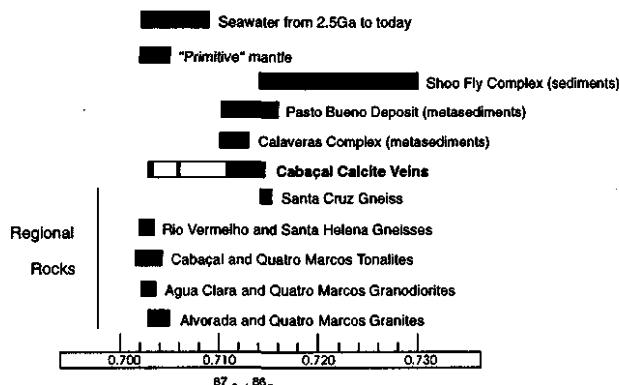 Seawater from 2.5Ga to today
"Primitive" mantle
Shoo Fly Complex (sediments)
Pasto Bueno Deposit (metasediments)
Calaveras Complex (metasediments)
Cabaçal Calcite Veins
Santa Cruz Gneiss
Regional
Rocks
Rio Vermelho and Santa Helena Gneisses
Cabaçal and Quatro Marcos Tonalites
Agua Clara and Quatro Marcos Granodiorites
Alvorada and Quatro Marcos Granites
0.700 0.710 0.720 0.730
87 86